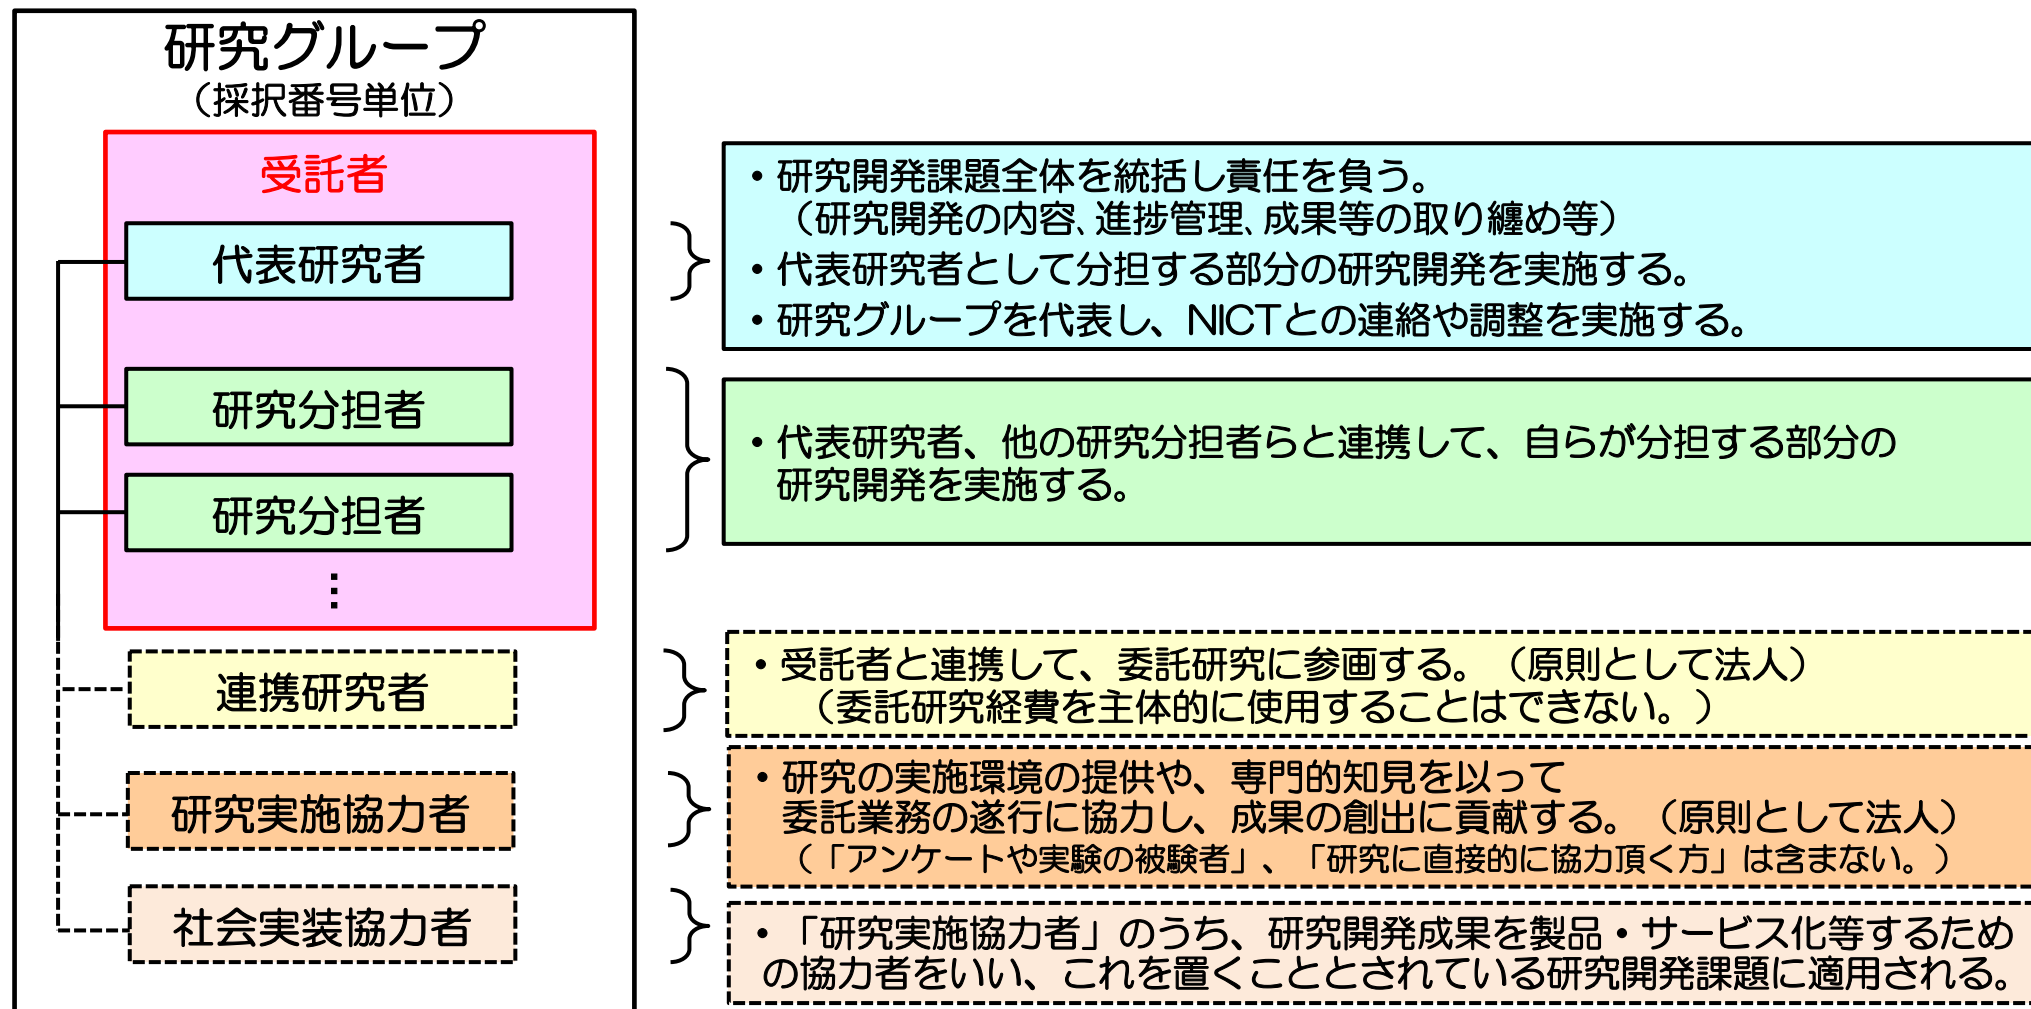 研究グループ
（採択番号単位）
受託者
代表研究者
研究分担者
研究分担者
⋮
連携研究者
研究実施協力者
社会実装協力者
・研究開発課題全体を統括し責任を負う。
（研究開発の内容、進捗管理、成果等の取り纏め等）
・代表研究者として分担する部分の研究開発を実施する。
・研究グループを代表し、NICTとの連絡や調整を実施する。
・代表研究者、他の研究分担者らと連携して、自らが分担する部分の
研究開発を実施する。
・受託者と連携して、委託研究に参画する。（原則として法人）
（委託研究経費を主体的に使用することはできない。）
・研究の実施環境の提供や、専門的知見を以って
委託業務の遂行に協力し、成果の創出に貢献する。（原則として法人）
（「アンケートや実験の被験者」、「研究に直接的に協力頂く方」は含まない。）
・「研究実施協力者」のうち、研究開発成果を製品・サービス化等するため
の協力者をいい、これを置くこととされている研究開発課題に適用される。